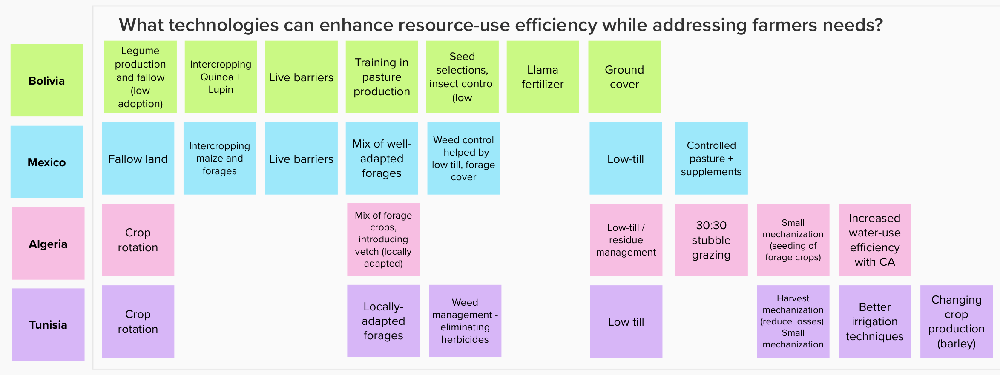 What technologies can enhance resource-use efficiency while addressing farmers needs?
Bolivia
Legume
production
and fallow
(low
adoption)
Intercropping
Quinoa +
Lupin
Live barriers
Training in
pasture
production
Seed
selections,
insect control
(low
Llama
fertilizer
Ground
cover
Mexico
Fallow land
Intercropping
maize and
forages
Live barriers
Mix of well-
adapted
forages
Weed control
- helped by
low till, forage
cover
Low-till
Controlled
pasture +
supplements
Algeria
Crop
rotation
Mix of forage
crops,
introducing
vetch (locally
adapted)
Low-till /
residue
management
30:30
stubble
grazing
Small
mechanization
(seeding of
forage crops)
Increased
water-use
efficiency
with CA
Tunisia
Crop
rotation
Locally-
adapted
forages
Weed
management -
eliminating
herbicides
Low till
Harvest
mechanization
(reduce losses).
Small
mechanization
Better
irrigation
techniques
Changing
crop
production
(barley)